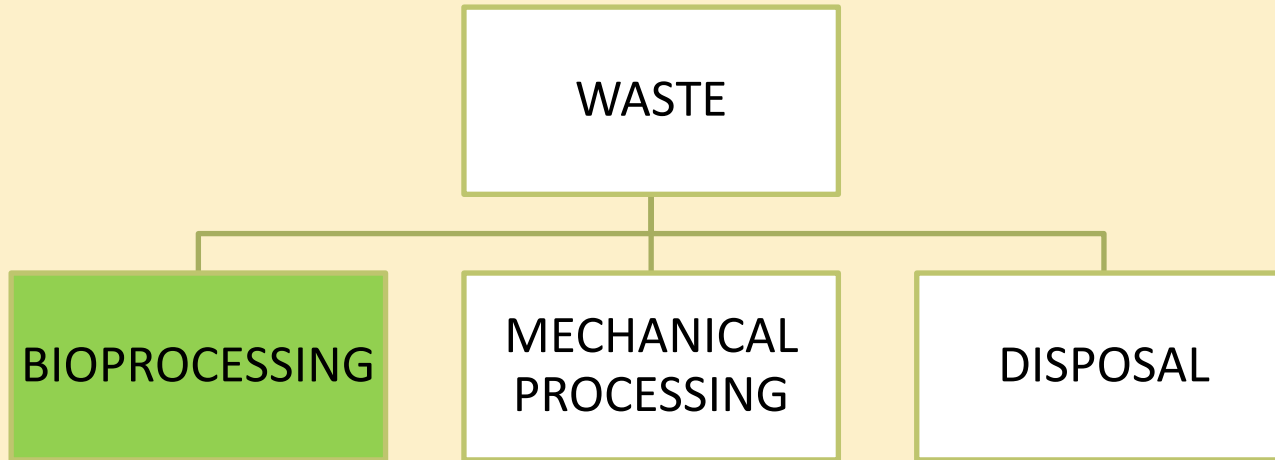 WASTE
BIOPROCESSING
MECHANICAL
PROCESSING
DISPOSAL